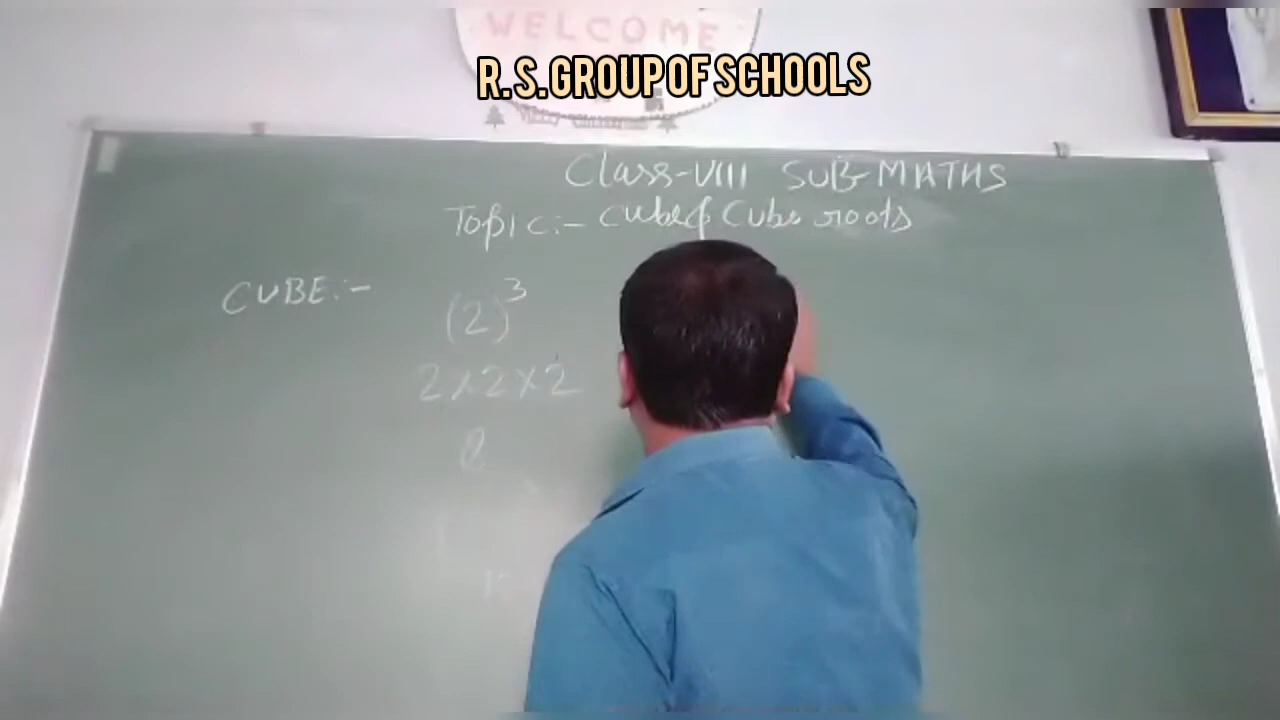 WELCOME
R. S. GROUP OF SCHOOLS
Class-VIII SUB-MATHS
Topic:- Cube & Cube roots
CUBE:-
(2)³
2×2×2
8